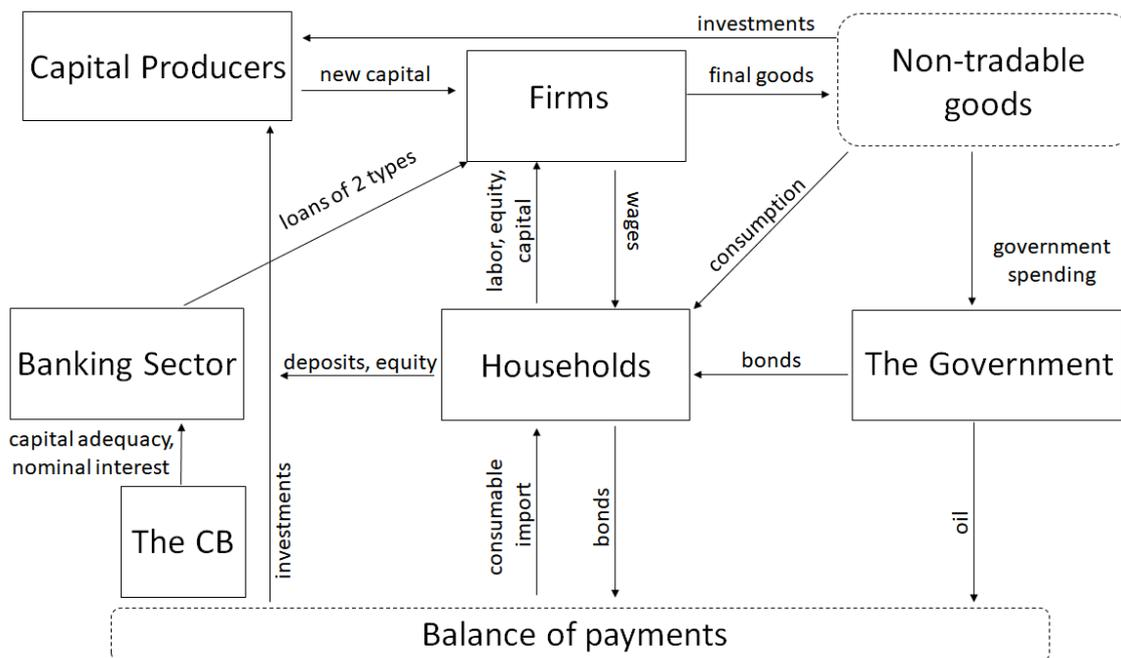 investments
Capital Producers
new capital
Firms
final goods
Non-tradable
goods
loans of 2 types
labor, equity,
capital
wages
consumption
government
spending
Banking Sector
deposits, equity
Households
bonds
The Government
capital adequacy,
nominal interest
The CB
investments
consumable
import
bonds
oil
Balance of payments